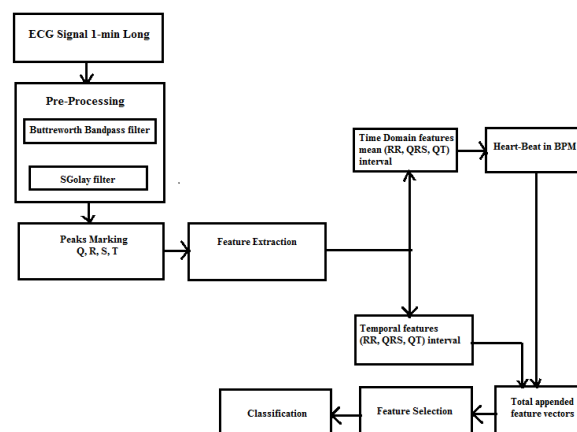 ECG Signal 1-min Long
Pre-Processing
Buttreworth Bandpass filter
SGolay filter
Peaks Marking
Q, R, S, T
Feature Extraction
Time Domain features
mean (RR, QRS, QT)
interval
Heart-Beat in BPM
Temporal features
(RR, QRS, QT) interval
Total appended
feature vectors
Feature Selection
Classification